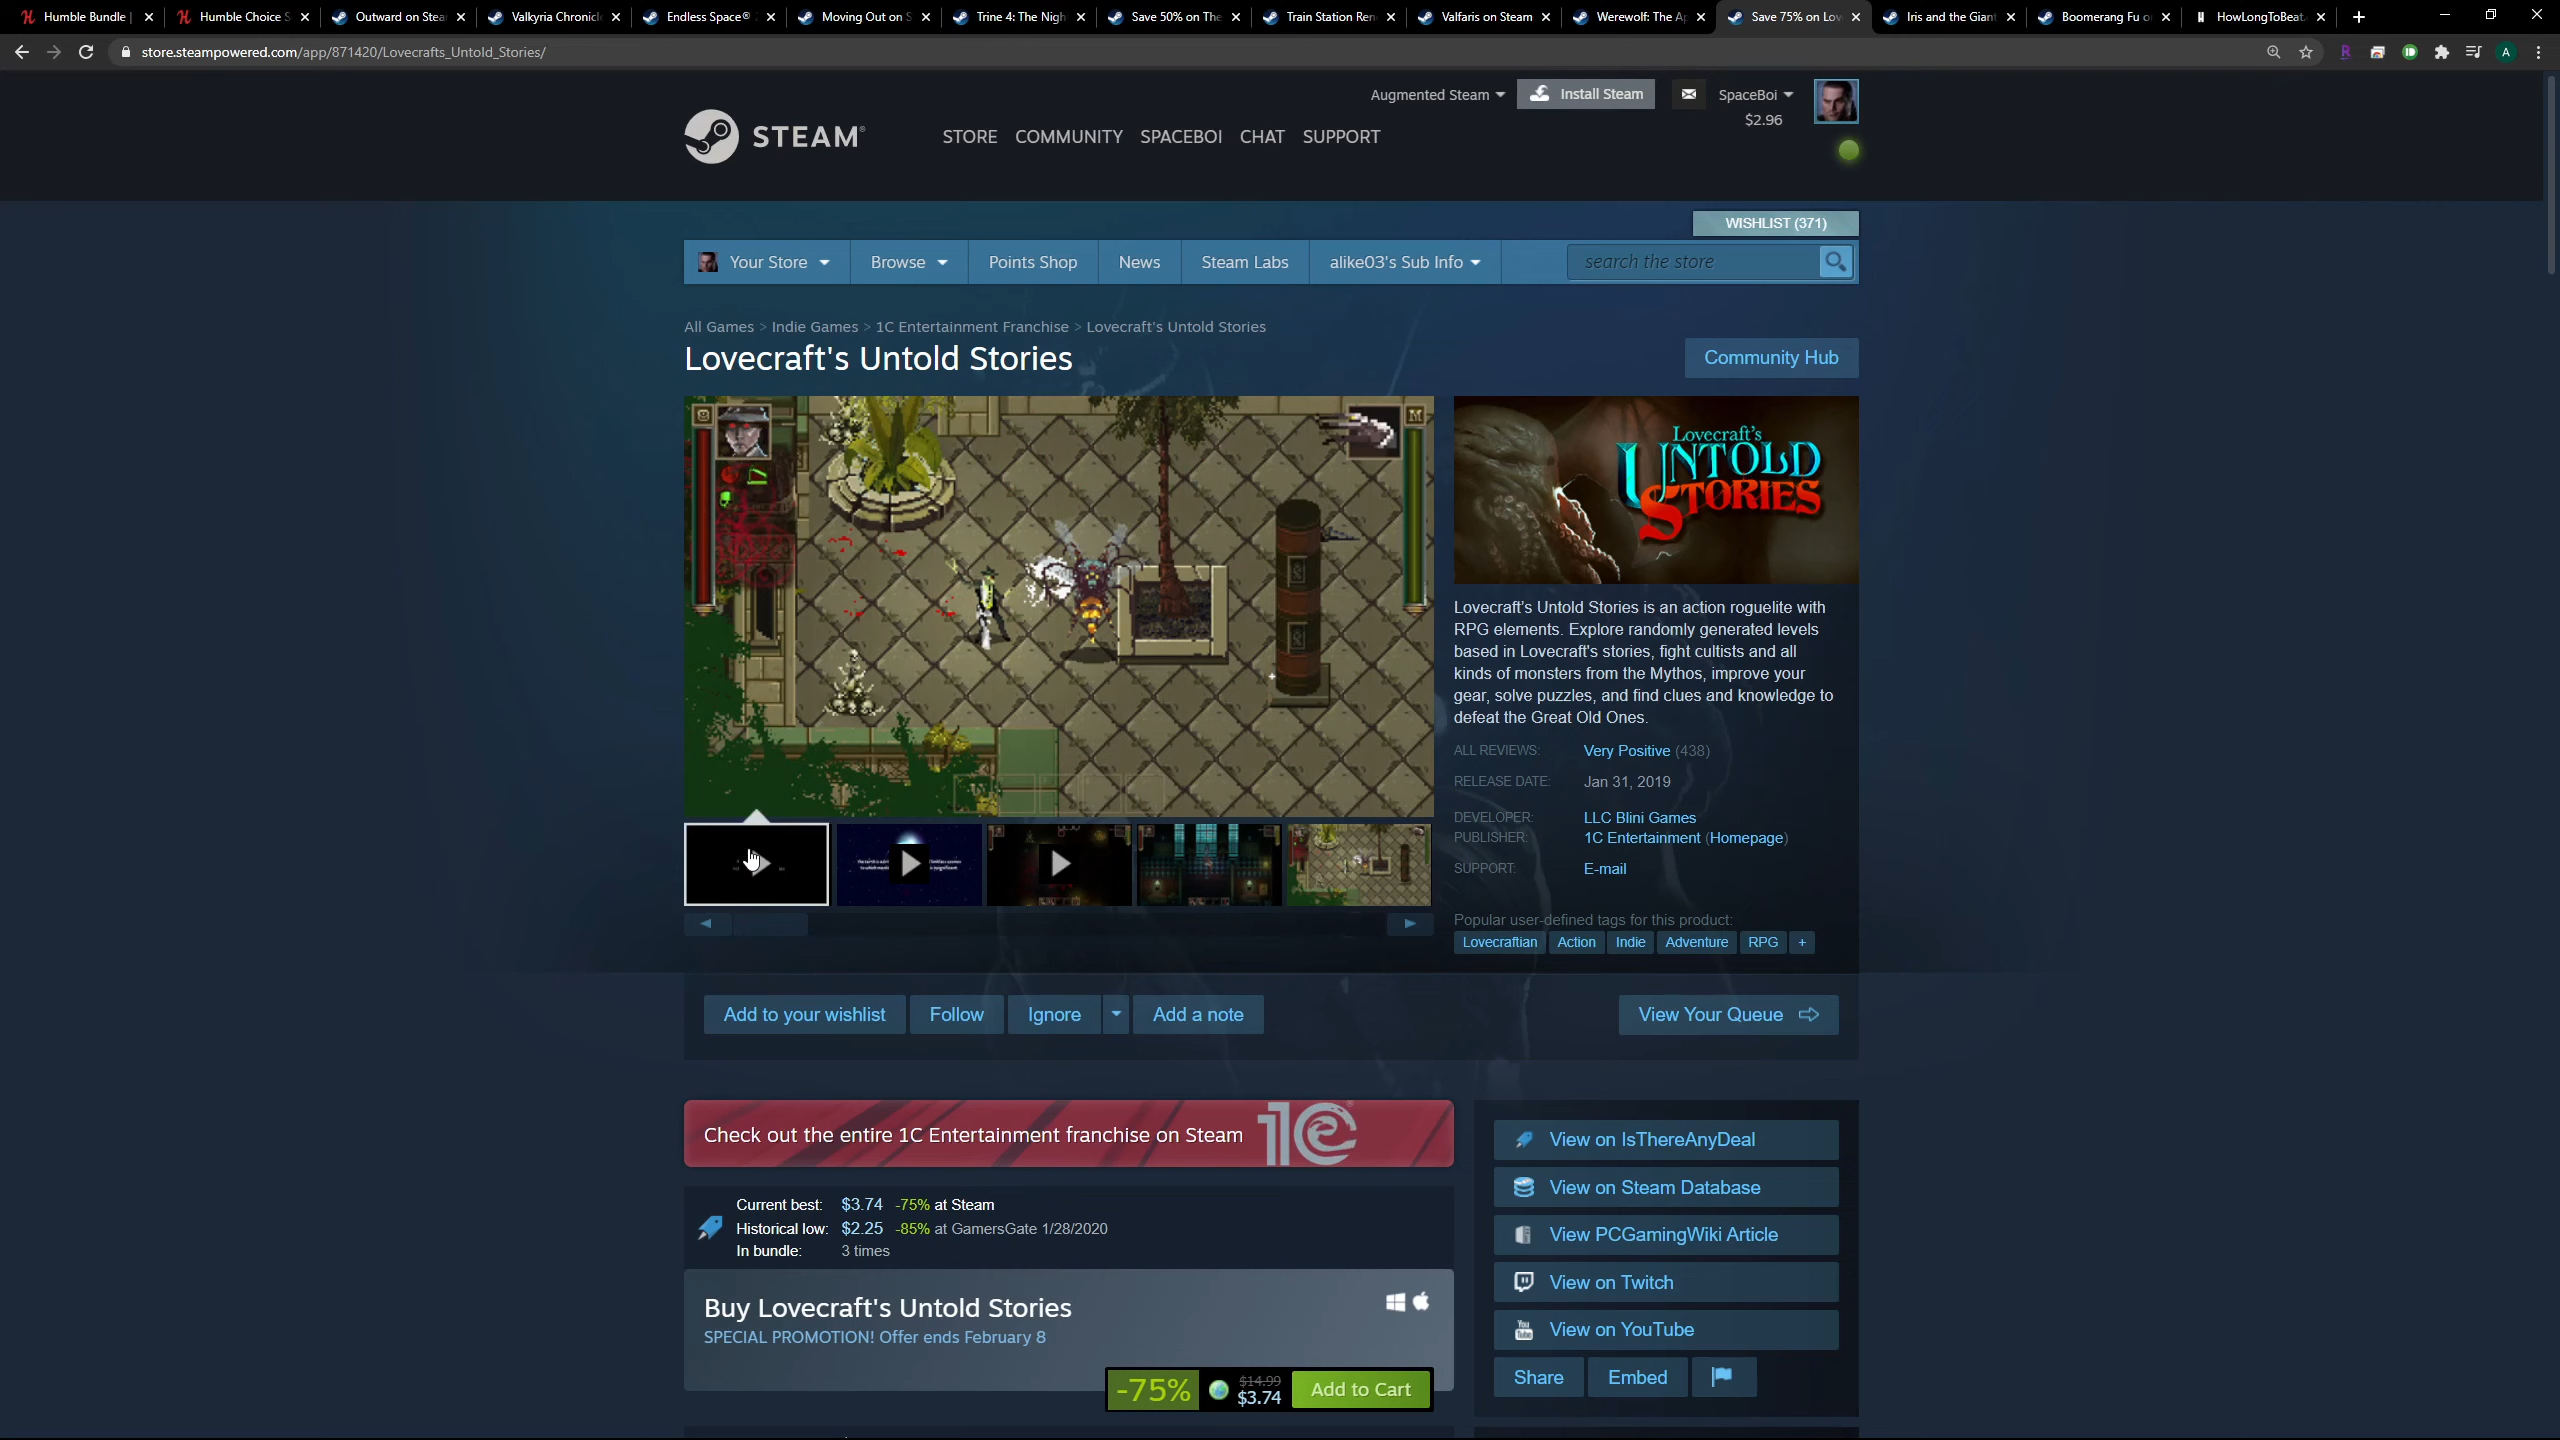 Humble Bundle |
Humble Choice S
Outward on Stea
Valkyria Chronicl
Endless Space®
Moving Out on S
Trine 4: The Nigh
Save 50% on The
Train Station Ren
Valfaris on Steam
Werewolf: The Ap
Save 75% on Lov
Iris and the Giant
Boomerang Fu o
HowLongToBeat.
store.steampowered.com/app/871420/Lovecrafts_Untold_Stories/
A
Augmented Steam
Install Steam
SpaceBoi
$2.96
STEAM®
STORE
COMMUNITY
SPACEBOI
CHAT
SUPPORT
WISHLIST (371)
Your Store
Browse
Points Shop
News
Steam Labs
alike03's Sub Info
search the store
All Games > Indie Games > 1C Entertainment Franchise > Lovecraft's Untold Stories
Lovecraft's Untold Stories
Community Hub
Lovecraft's
UNTOLD
STORIES
Lovecraft's Untold Stories is an action roguelite with
RPG elements. Explore randomly generated levels
based in Lovecraft's stories, fight cultists and all
kinds of monsters from the Mythos, improve your
gear, solve puzzles, and find clues and knowledge to
defeat the Great Old Ones.
ALL REVIEWS: Very Positive (438)
RELEASE DATE: Jan 31, 2019
DEVELOPER: LLC Blini Games
PUBLISHER: 1C Entertainment (Homepage)
SUPPORT: E-mail
Popular user-defined tags for this product:
Lovecraftian
Action
Indie
Adventure
RPG
+
Add to your wishlist
Follow
Ignore
Add a note
View Your Queue
Check out the entire 1C Entertainment franchise on Steam
1C
Current best: $3.74 -75% at Steam
Historical low: $2.25 -85% at GamersGate 1/28/2020
In bundle: 3 times
Buy Lovecraft's Untold Stories
SPECIAL PROMOTION! Offer ends February 8
-75%
$14.99
$3.74
Add to Cart
View on IsThereAnyDeal
View on Steam Database
View PCGamingWiki Article
View on Twitch
View on YouTube
Share
Embed